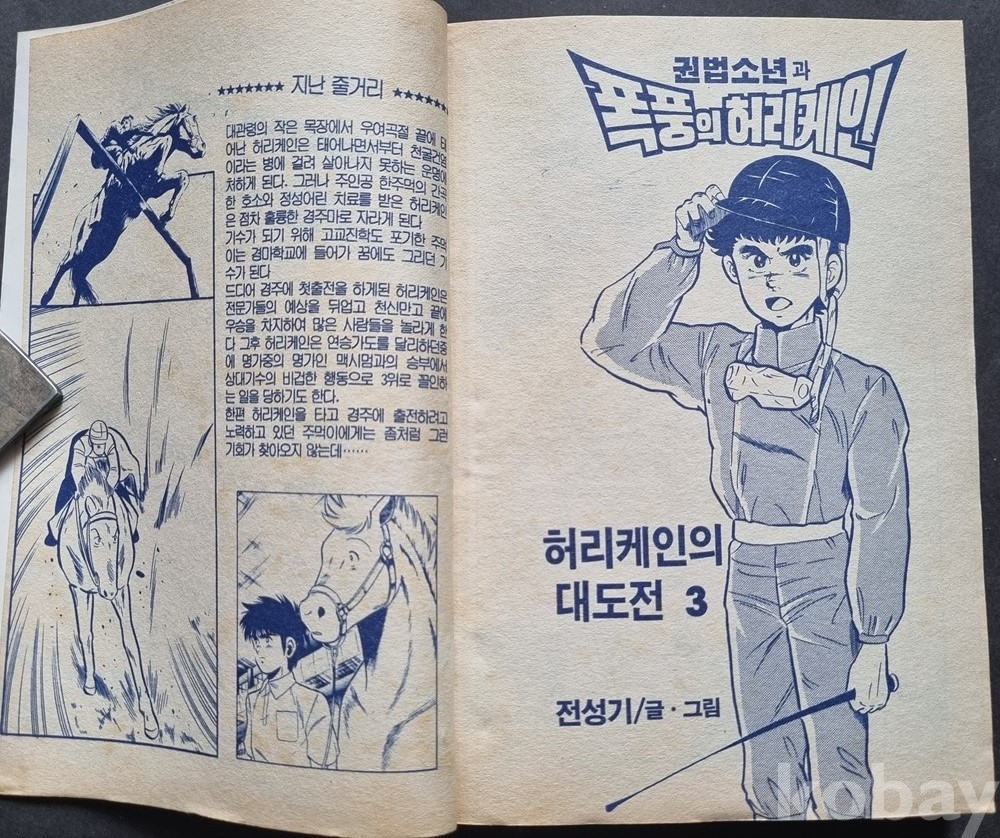 ★★★★★★★ 지난 줄거리 ★★★★★★★
대관령의 작은 목장에서 우여곡절 끝에 태
어난 허리케인은 태어나면서부터 천굴건염
이라는 병에 걸려 살아나지 못하는 운명에
처하게 된다. 그러나 주인공 한주먹의 간곡
한 호소와 정성어린 치료를 받은 허리케인
은 점차 훌륭한 경주마로 자라게 된다
기수가 되기 위해 고교진학도 포기한 주먹
이는 경마학교에 들어가 꿈에도 그리던 기
수가 된다
드디어 경주에 첫출전을 하게된 허리케인은
전문가들의 예상을 뒤엎고 천신만고 끝에
우승을 차지하여 많은 사람들을 놀라게 한
다 그후 허리케인은 연승가도를 달리하던중
에 명가중의 명가인 맥시멈과의 승부에서
상대기수의 비겁한 행동으로 3위로 골인하
는 일을 당하기도 한다.
한편 허리케인을 타고 경주에 출전하려고
노력하고 있던 주먹이에게는 좀처럼 그런
기회가 찾아오지 않는데……
권법소년과
폭풍의 허리케인
허리케인의
대도전 3
전성기/글·그림
kobay